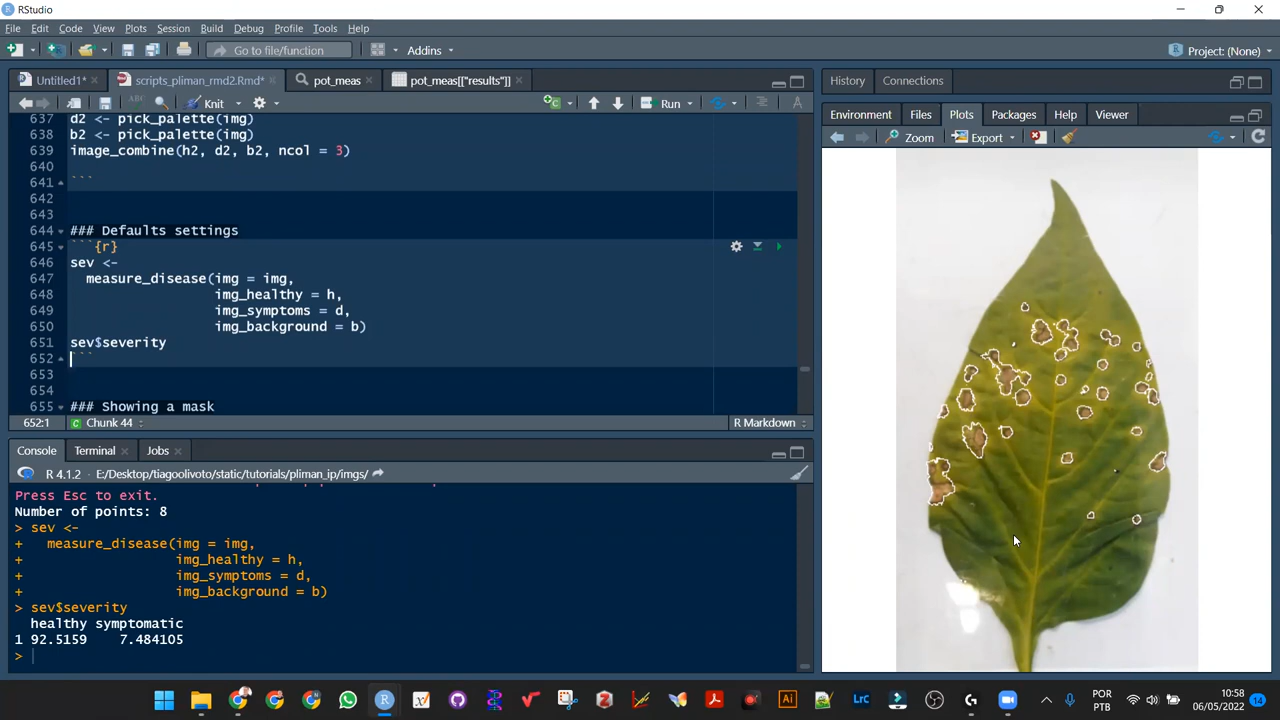 RStudio
File Edit Code View Plots Session Build Debug Profile Tools Help
Go to file/function Addins Project: (None)
Untitled1* scripts_pliman_rmd2.Rmd* pot_meas pot_meas[["results"]]
ABC Knit Run
637 d2 <- pick_palette(img)
638 b2 <- pick_palette(img)
639 image_combine(h2, d2, b2, ncol = 3)
640
641 ```
642
643
644 ### Defaults settings
645 ```{r}
646 sev <-
647 measure_disease(img = img,
648 img_healthy = h,
649 img_symptoms = d,
650 img_background = b)
651 sev$severity
652 ```
653
654
655 ### Showing a mask
652:1 Chunk 44 R Markdown
Console Terminal Jobs
R 4.1.2 · E:/Desktop/tiagoolivoto/static/tutorials/pliman_ip/imgs/
Press Esc to exit.
Number of points: 8
> sev <-
+ measure_disease(img = img,
+ img_healthy = h,
+ img_symptoms = d,
+ img_background = b)
> sev$severity
healthy symptomatic
1 92.5159 7.484105
>
History Connections
Environment Files Plots Packages Help Viewer
Zoom Export
R Ai LrC
POR
PTB
10:58
06/05/2022
14